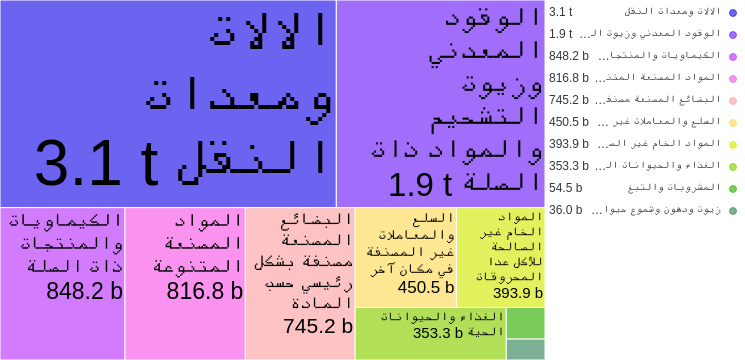 الالات
ومعدات
النقل 3.1 t
الوقود
المعدني
وزيوت
التشحيم
والمواد ذات
الصلة 1.9 t
الكيماويات
والمنتجات
ذات الصلة
848.2 b
المواد
المصنعة
المتنوعة
816.8 b
البضائع
المصنعة
مصنفة بشكل
رئيسي حسب
المادة
745.2 b
السلع
والمعاملات
غير المصنفة
في مكان آخر
450.5 b
المواد
الخام غير
الصالحة
للأكل عدا
المحروقات
393.9 b
الغذاء والحيوانات
الحية 353.3 b
الالات ومعدات النقل 3.1 t
الوقود المعدني وزيوت الـ... 1.9 t
الكيماويات والمنتجا... 848.2 b
المواد المصنعة المتنـ... 816.8 b
البضائع المصنعة مصنفـ... 745.2 b
السلع والمعاملات غير ... 450.5 b
المواد الخام غير الصـ... 393.9 b
الغذاء والحيوانات الـ... 353.3 b
المشروبات والتبغ 54.5 b
زيوت ودهون وشموع حيوا... 36.0 b